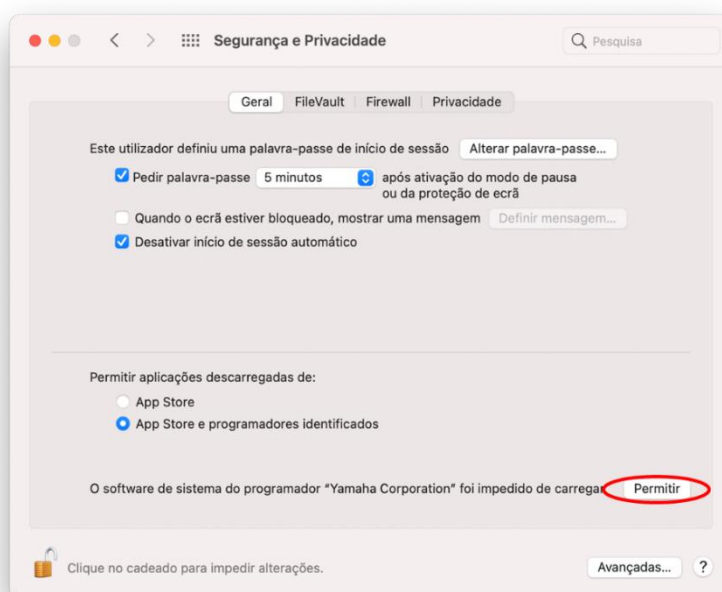 Segurança e Privacidade
Pesquisa
Geral FileVault Firewall Privacidade
Este utilizador definiu uma palavra-passe de início de sessão Alterar palavra-passe...
Pedir palavra-passe 5 minutos após ativação do modo de pausa
ou da proteção de ecrã
Quando o ecrã estiver bloqueado, mostrar uma mensagem Definir mensagem...
Desativar início de sessão automático
Permitir aplicações descarregadas de:
App Store
App Store e programadores identificados
O software de sistema do programador “Yamaha Corporation” foi impedido de carregar Permitir
Clique no cadeado para impedir alterações.
Avançadas... ?